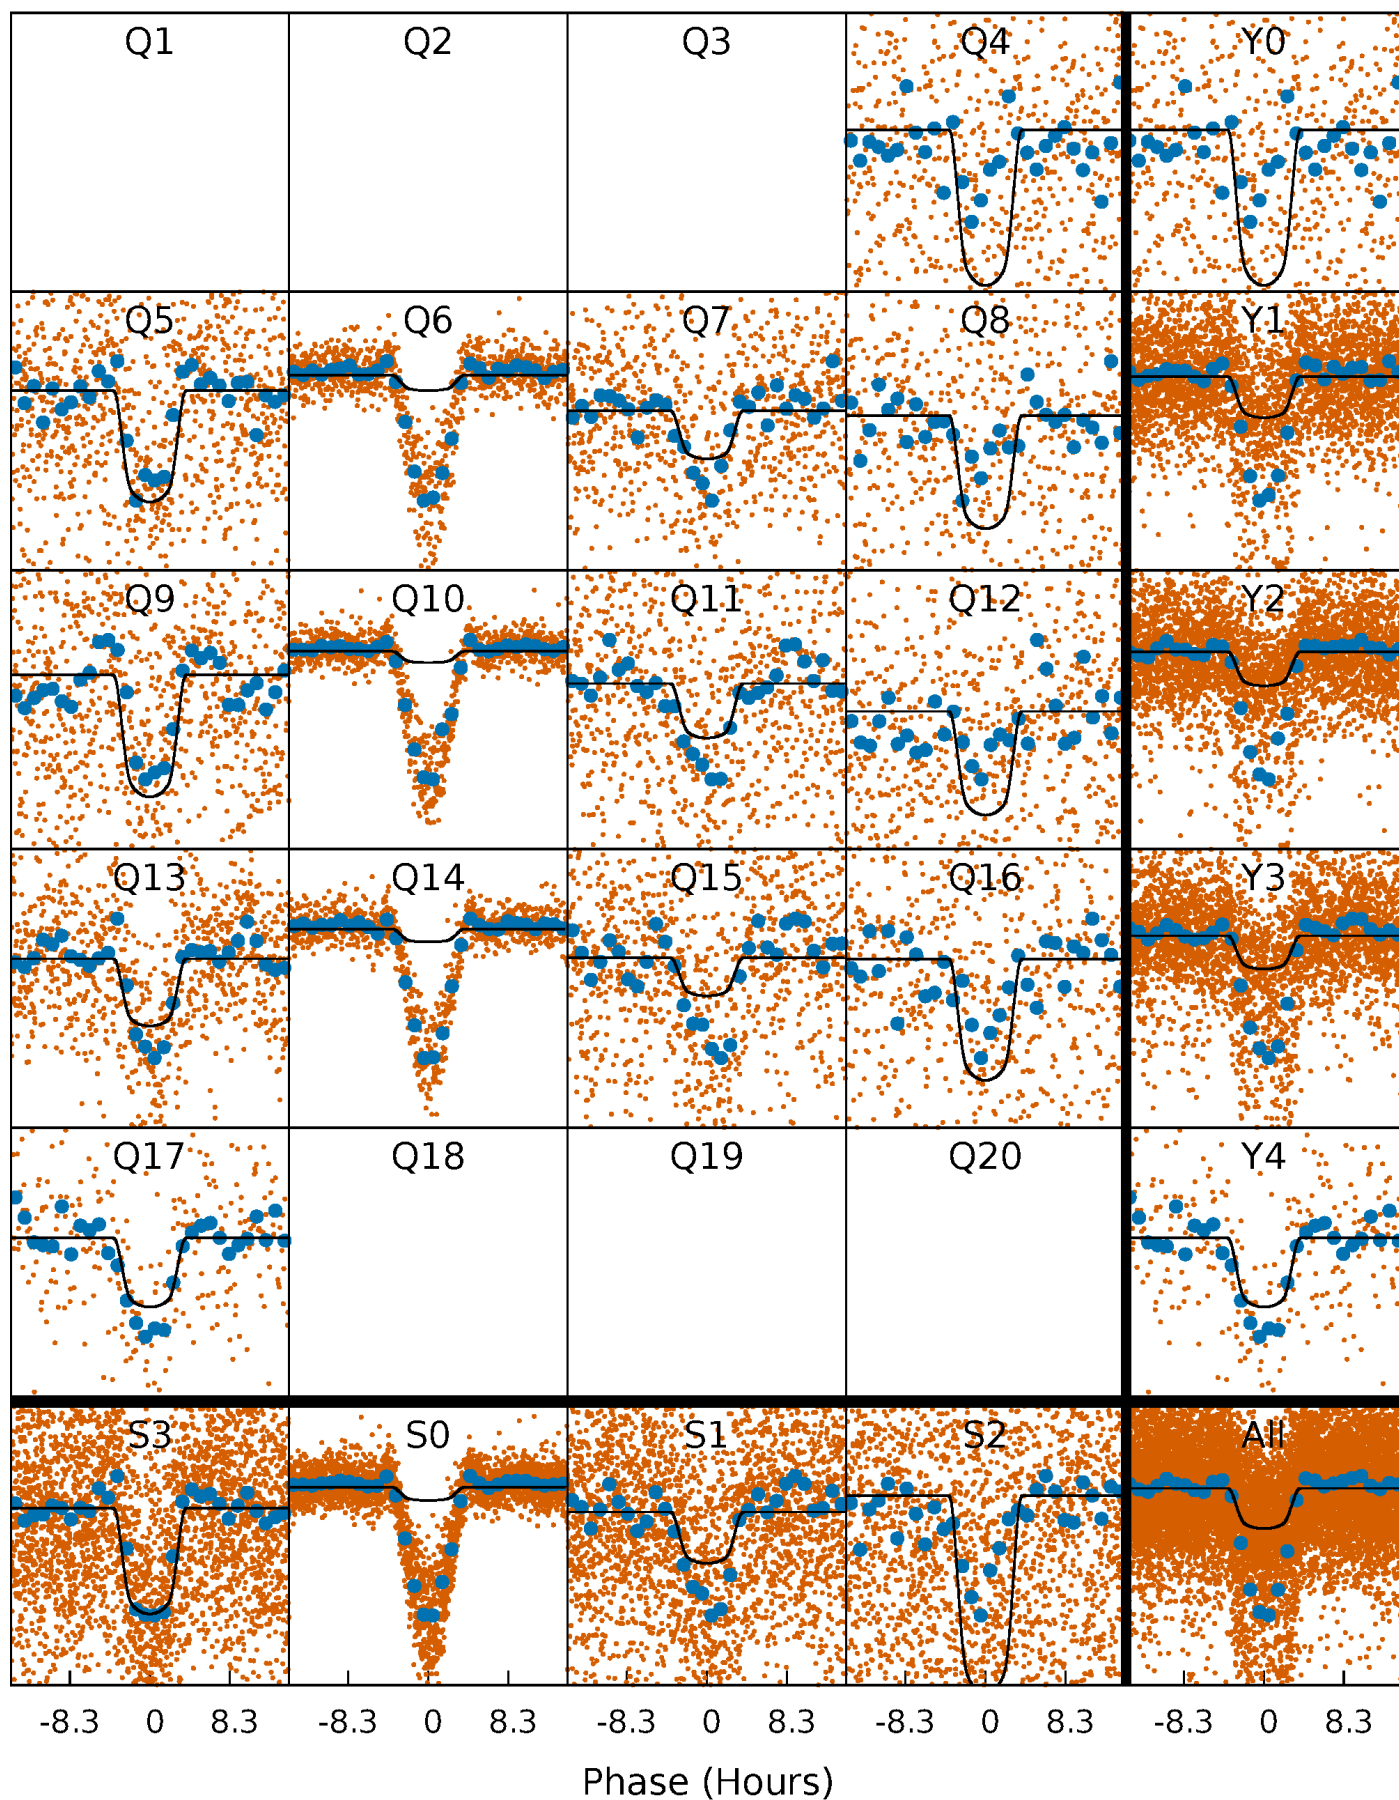 Q1 Q2 Q3 Q4 Y0
Q5 Q6 Q7 Q8 Y1
Q9 Q10 Q11 Q12 Y2
Q13 Q14 Q15 Q16 Y3
Q17 Q18 Q19 Q20 Y4
S3 S0 S1 S2 All
-8.3 0 8.3 -8.3 0 8.3 -8.3 0 8.3 -8.3 0 8.3 -8.3 0 8.3
Phase (Hours)